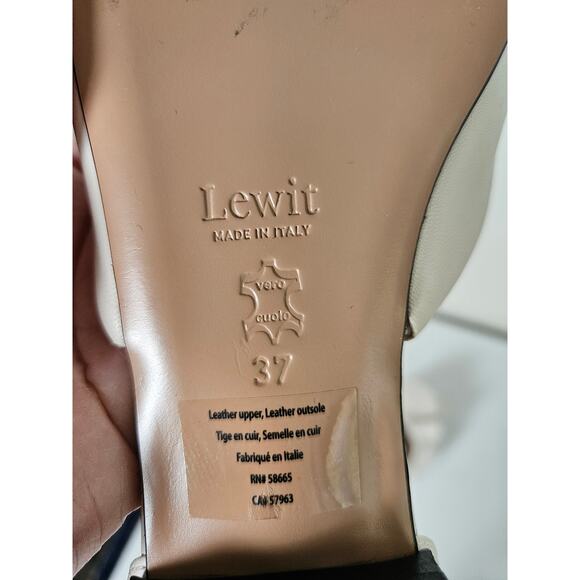 Lewit
MADE IN ITALY
vero
cuoio
37
Leather upper, Leather outsole
Tige en cuir, Semelle en cuir
Fabriqué en Italie
RN# 58665
CA# 57963